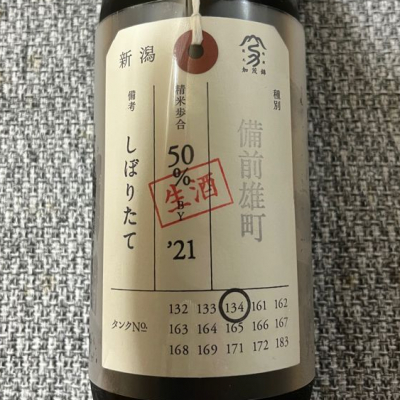 新潟
加茂錦
種別
備前雄町
精米歩合
50%
BY
'21
生酒
備考
しぼりたて
タンクNo.
132 133 134 161 162
163 164 165 166 167
168 169 171 172 183